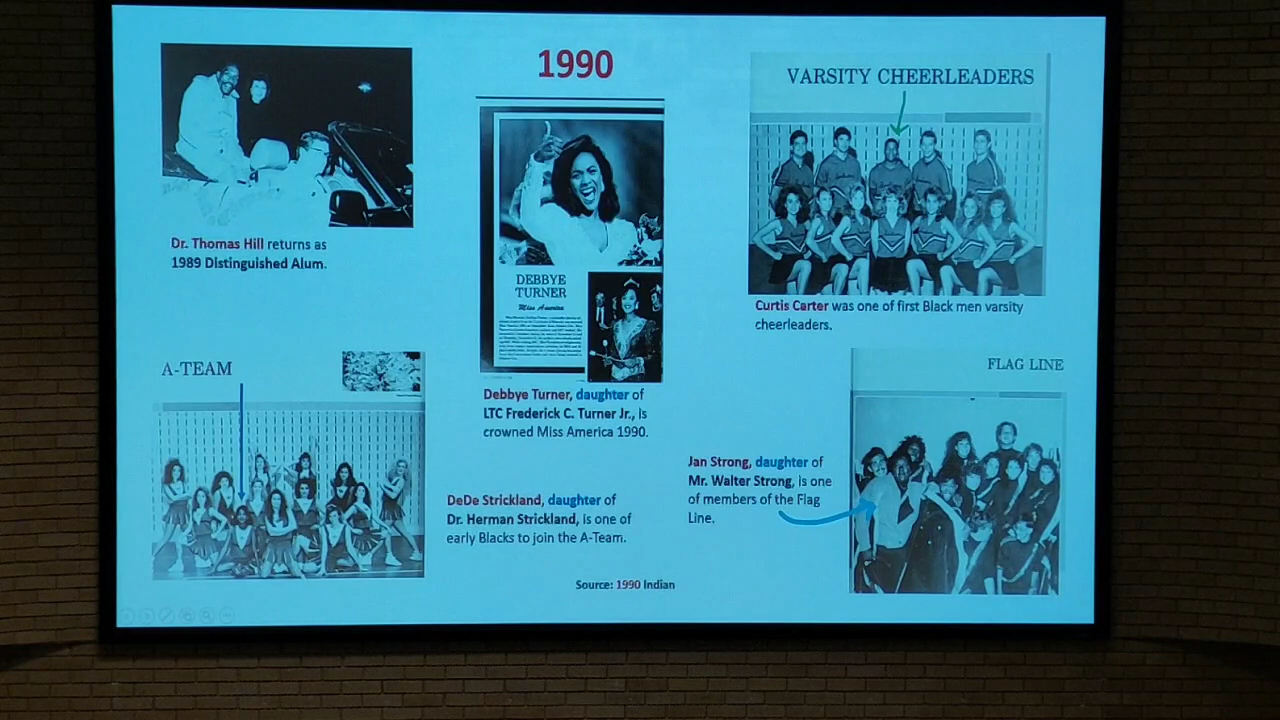 1990
Dr. Thomas Hill returns as
1989 Distinguished Alum.
DEBBYE
TURNER
Miss America
Debbye Turner, daughter of
LTC Frederick C. Turner Jr., is
crowned Miss America 1990.
VARSITY CHEERLEADERS
Curtis Carter was one of first Black men varsity
cheerleaders.
A-TEAM
DeDe Strickland, daughter of
Dr. Herman Strickland, is one of
early Blacks to join the A-Team.
FLAG LINE
Jan Strong, daughter of
Mr. Walter Strong, is one
of members of the Flag
Line.
Source: 1990 Indian